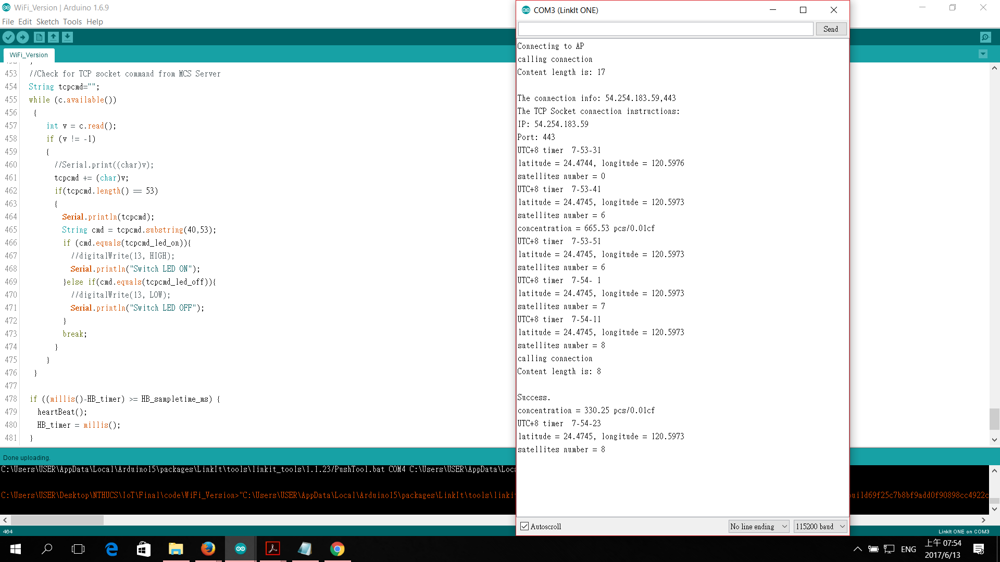 WiFi_Version | Arduino 1.6.9
File Edit Sketch Tools Help
WiFi_Version
453 //Check for TCP socket command from MCS Server
454 String tcpcmd="";
455 while (c.available())
456 {
457 int v = c.read();
458 if (v != -1)
459 {
460 //Serial.print((char)v);
461 tcpcmd += (char)v;
462 if(tcpcmd.length() == 53)
463 {
464 Serial.println(tcpcmd);
465 String cmd = tcpcmd.substring(40,53);
466 if (cmd.equals(tcpcmd_led_on)){
467 //digitalWrite(13, HIGH);
468 Serial.println("Switch LED ON");
469 }else if(cmd.equals(tcpcmd_led_off)){
470 //digitalWrite(13, LOW);
471 Serial.println("Switch LED OFF");
472 }
473 break;
474 }
475 }
476 }
477
478 if ((millis()-HB_timer) >= HB_sampletime_ms) {
479 heartBeat();
480 HB_timer = millis();
481 }
Done uploading.
C:\Users\USER\AppData\Local\Arduino15\packages\LinkIt\tools\linkit_tools\1.1.23/PushTool.bat COM4 C:\Users\USER\AppData\Loc
C:\Users\USER\Desktop\NTHUCS\IoT\Final\code\WiFi_Version>"C:\Users\USER\AppData\Local\Arduino15\packages\LinkIt\tools\linki
uild69f25c7b8bf9add0f90898cc4922c
464
LinkIt ONE on COM3
COM3 (LinkIt ONE)
Send
Connecting to AP
calling connection
Content length is: 17
The connection info: 54.254.183.59,443
The TCP Socket connection instructions:
IP: 54.254.183.59
Port: 443
UTC+8 timer 7-53-31
latitude = 24.4744, longitude = 120.5976
satellites number = 0
UTC+8 timer 7-53-41
latitude = 24.4745, longitude = 120.5973
satellites number = 6
concentration = 665.53 pcs/0.01cf
UTC+8 timer 7-53-51
latitude = 24.4745, longitude = 120.5973
satellites number = 6
UTC+8 timer 7-54- 1
latitude = 24.4745, longitude = 120.5973
satellites number = 7
UTC+8 timer 7-54-11
latitude = 24.4745, longitude = 120.5973
satellites number = 8
calling connection
Content length is: 8
Success.
concentration = 330.25 pcs/0.01cf
UTC+8 timer 7-54-23
latitude = 24.4745, longitude = 120.5973
satellites number = 8
Autoscroll
No line ending
115200 baud
ENG
上午 07:54
2017/6/13